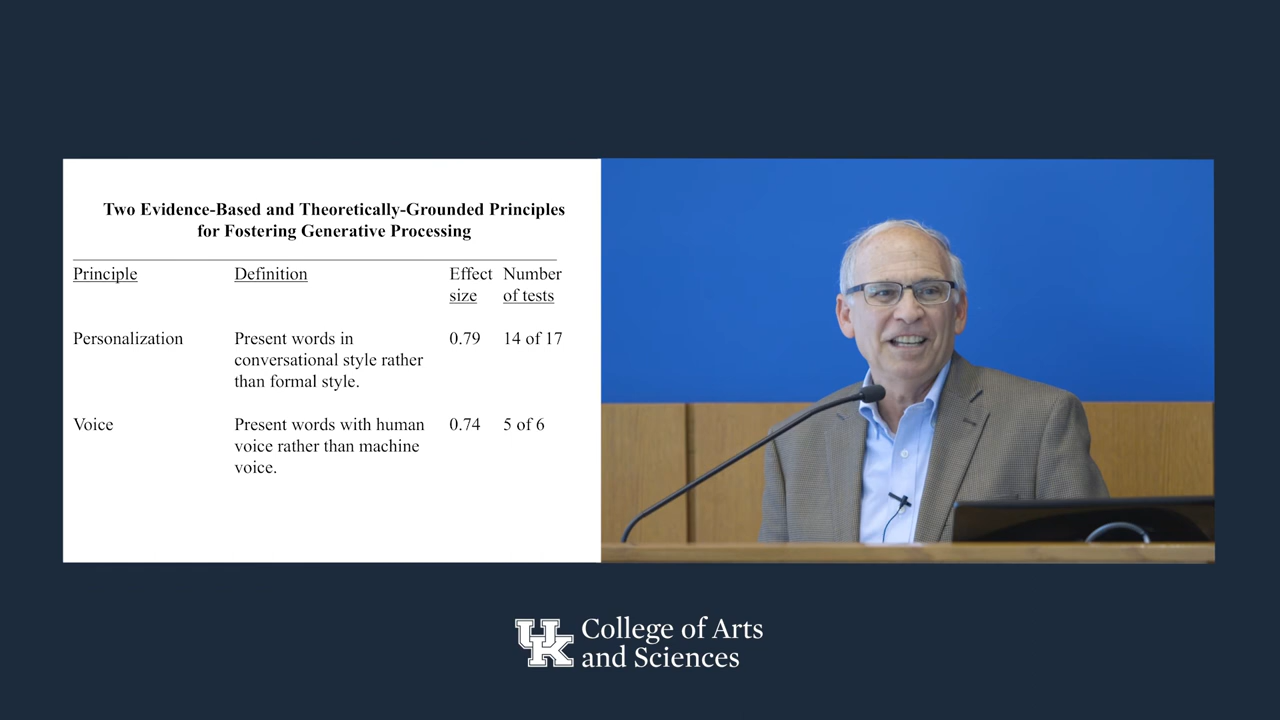 Two Evidence-Based and Theoretically-Grounded Principles
for Fostering Generative Processing
Principle Definition Effect size Number of tests
Personalization Present words in 0.79 14 of 17
conversational style rather
than formal style.
Voice Present words with human 0.74 5 of 6
voice rather than machine
voice.
UK College of Arts
and Sciences